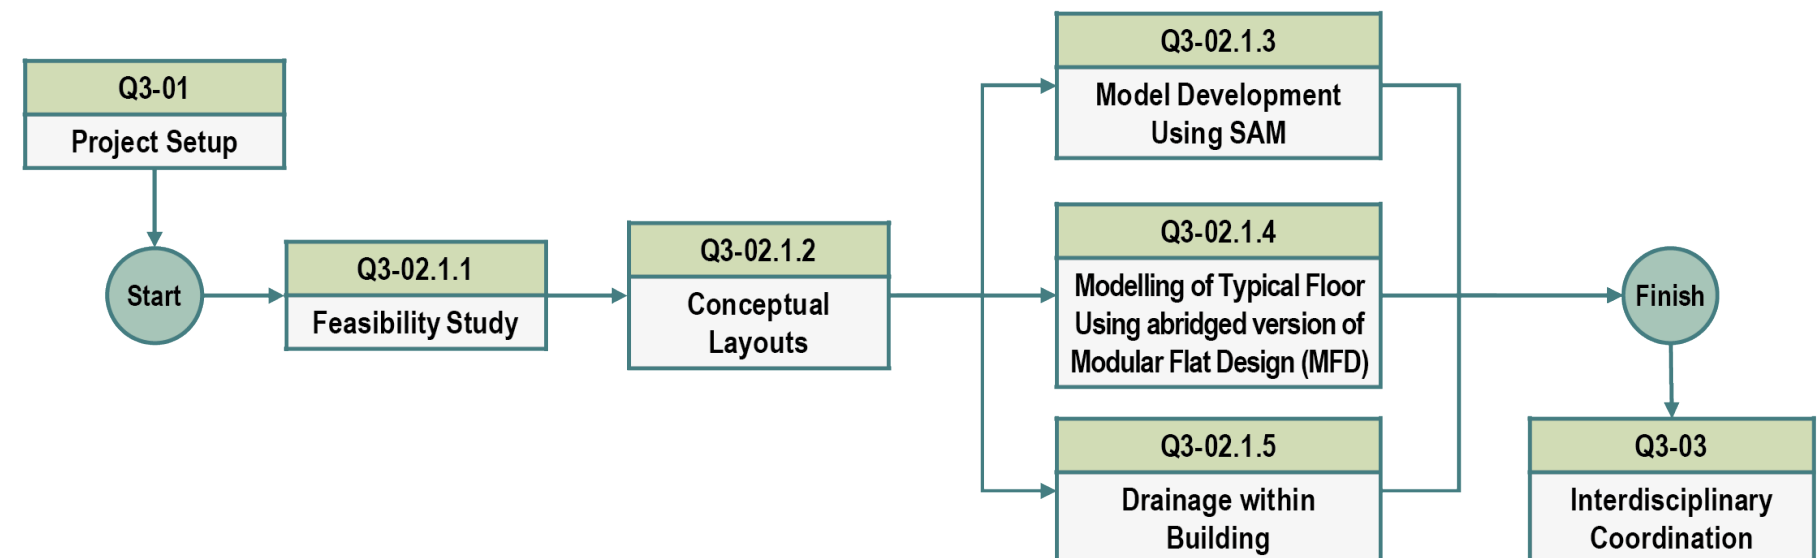 Q3-01
Project Setup
Start
Q3-02.1.1
Feasibility Study
Q3-02.1.2
Conceptual
Layouts
Q3-02.1.3
Model Development
Using SAM
Q3-02.1.4
Modelling of Typical Floor
Using abridged version of
Modular Flat Design (MFD)
Q3-02.1.5
Drainage within
Building
Finish
Q3-03
Interdisciplinary
Coordination